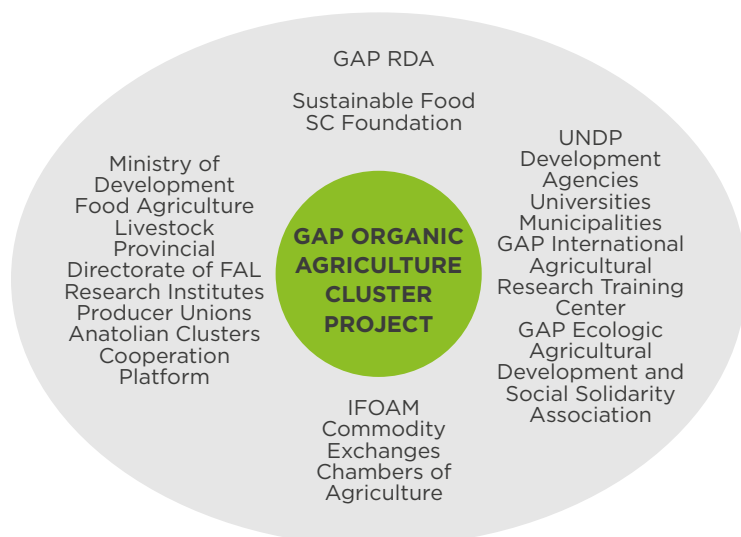 GAP RDA
Sustainable Food
SC Foundation
Ministry of
Development
Food Agriculture
Livestock
Provincial
Directorate of FAL
Research Institutes
Producer Unions
Anatolian Clusters
Cooperation
Platform
GAP ORGANIC
AGRICULTURE
CLUSTER
PROJECT
UNDP
Development
Agencies
Universities
Municipalities
GAP International
Agricultural
Research Training
Center
GAP Ecologic
Agricultural
Development and
Social Solidarity
Association
IFOAM
Commodity
Exchanges
Chambers of
Agriculture